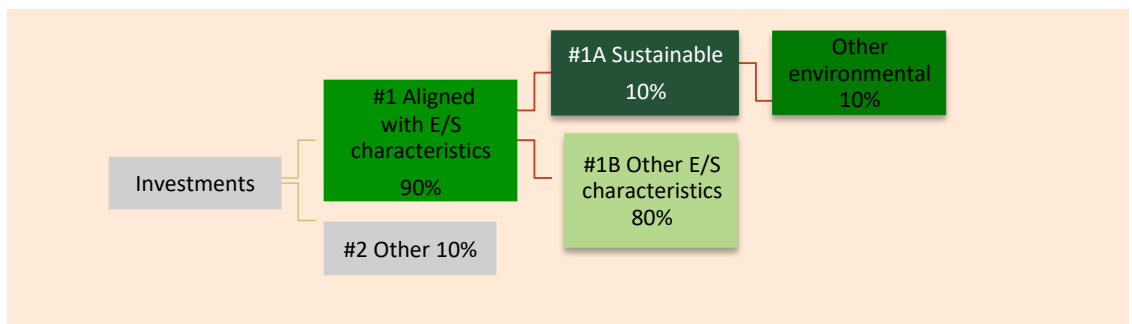 Investments
#1 Aligned
with E/S
characteristics
90%
#2 Other 10%
#1A Sustainable
10%
#1B Other E/S
characteristics
80%
Other
environmental
10%